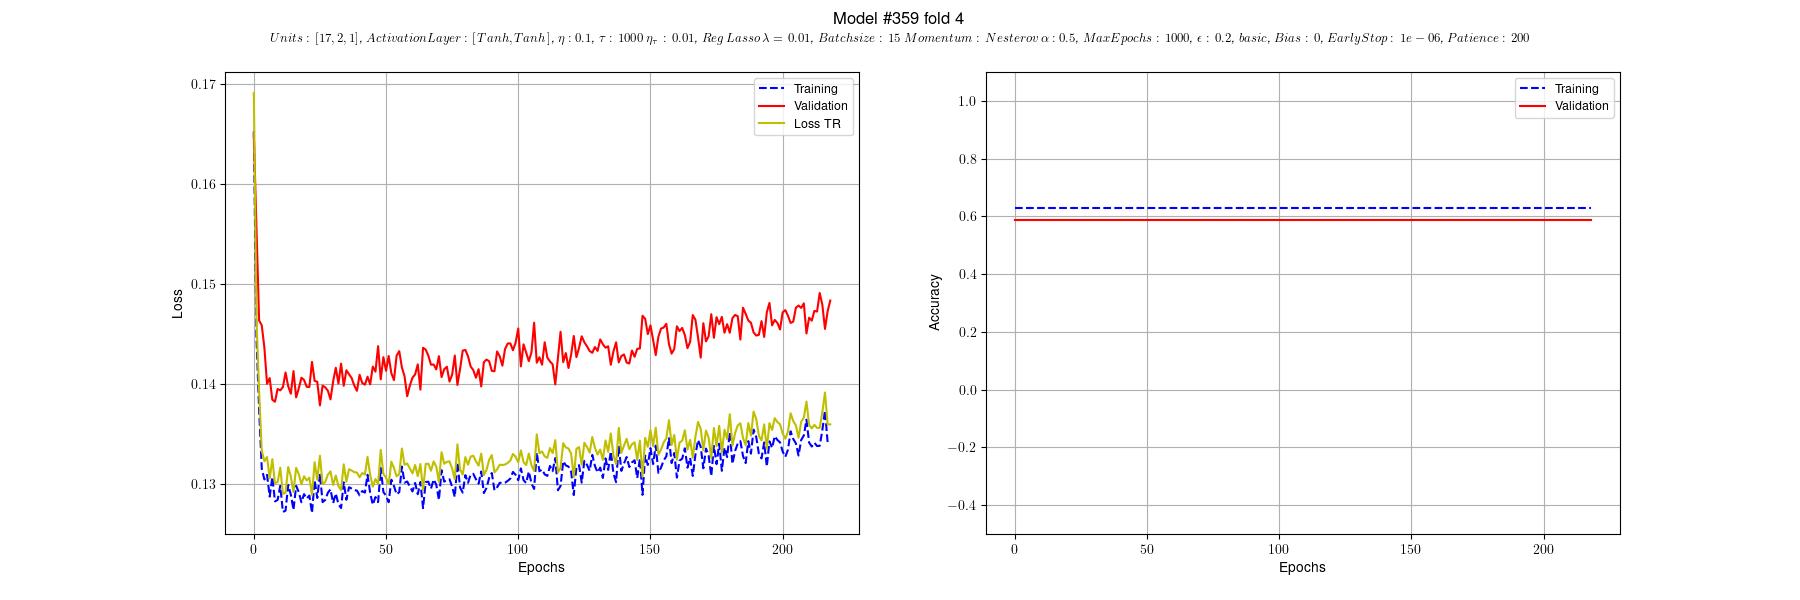 Model #359 fold 4
Units : [17, 2, 1], ActivationLayer : [Tanh, Tanh], η : 0.1, τ : 1000 ητ : 0.01, Reg Lasso λ = 0.01, Batchsize : 15 Momentum : Nesterov α : 0.5, MaxEpochs : 1000, ϵ : 0.2, basic, Bias : 0, EarlyStop : 1e − 06, Patience : 200
0.17
0.16
0.15
0.14
0.13
Loss
Training
Validation
Loss TR
0 50 100 150 200
Epochs
1.0
0.8
0.6
0.4
0.2
0.0
−0.2
−0.4
Accuracy
Training
Validation
0 50 100 150 200
Epochs